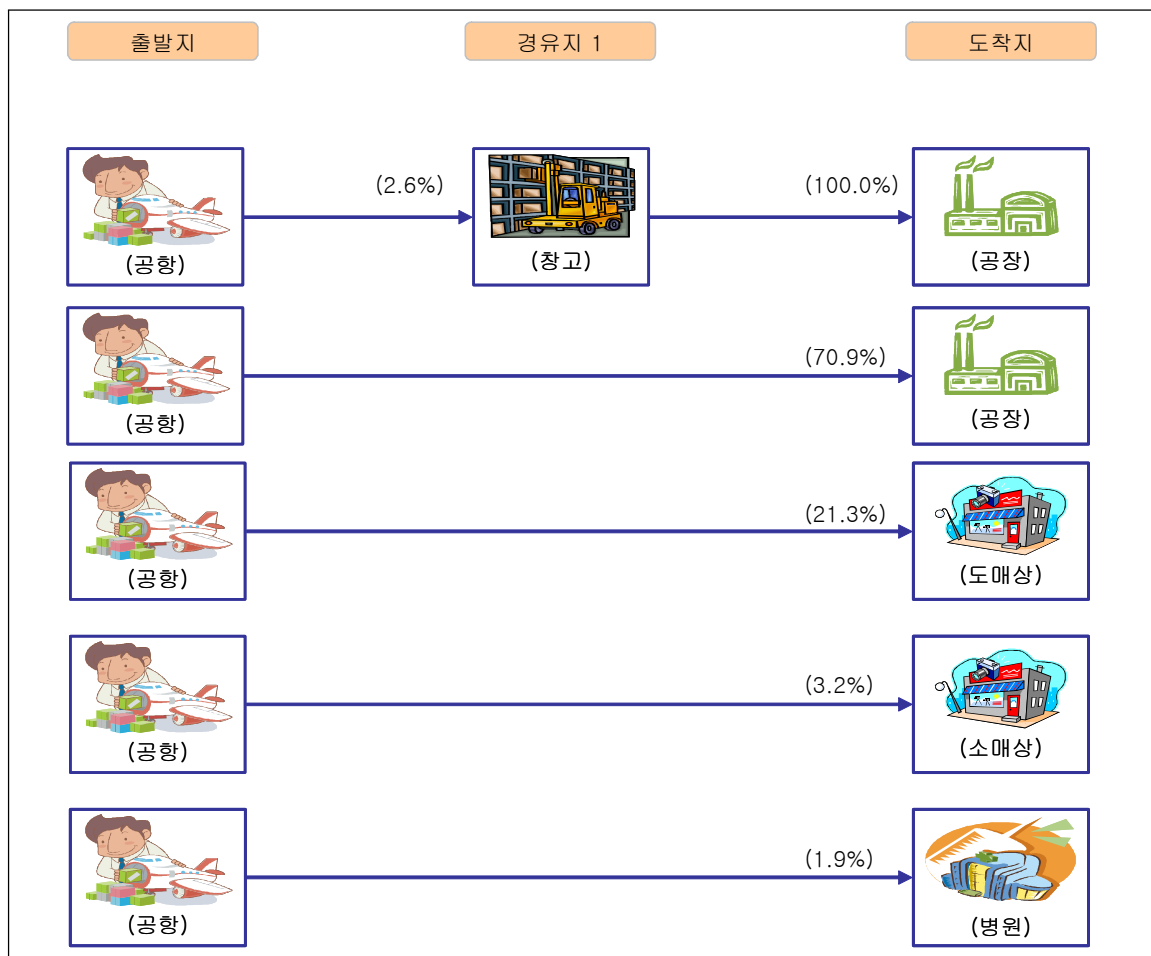 출발지 경유지 1 도착지
(2.6%) (100.0%)
(공항) (창고) (공장)
(70.9%)
(공항) (공장)
(21.3%)
(공항) (도매상)
(3.2%)
(공항) (소매상)
(1.9%)
(공항) (병원)